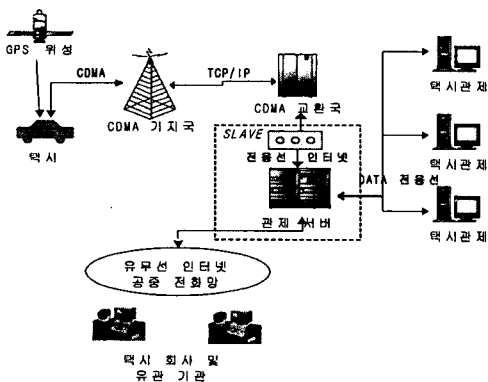 GPS 위성
CDMA
TCP/IP
택시
CDMA 기지국
CDMA 교환국
SLAVE
전용선 인터넷
관제 서버
DATA 전용선
택시관제
택시관제
택시관제
유무선 인터넷
공중 전화망
택시 회사 및
유관 기관